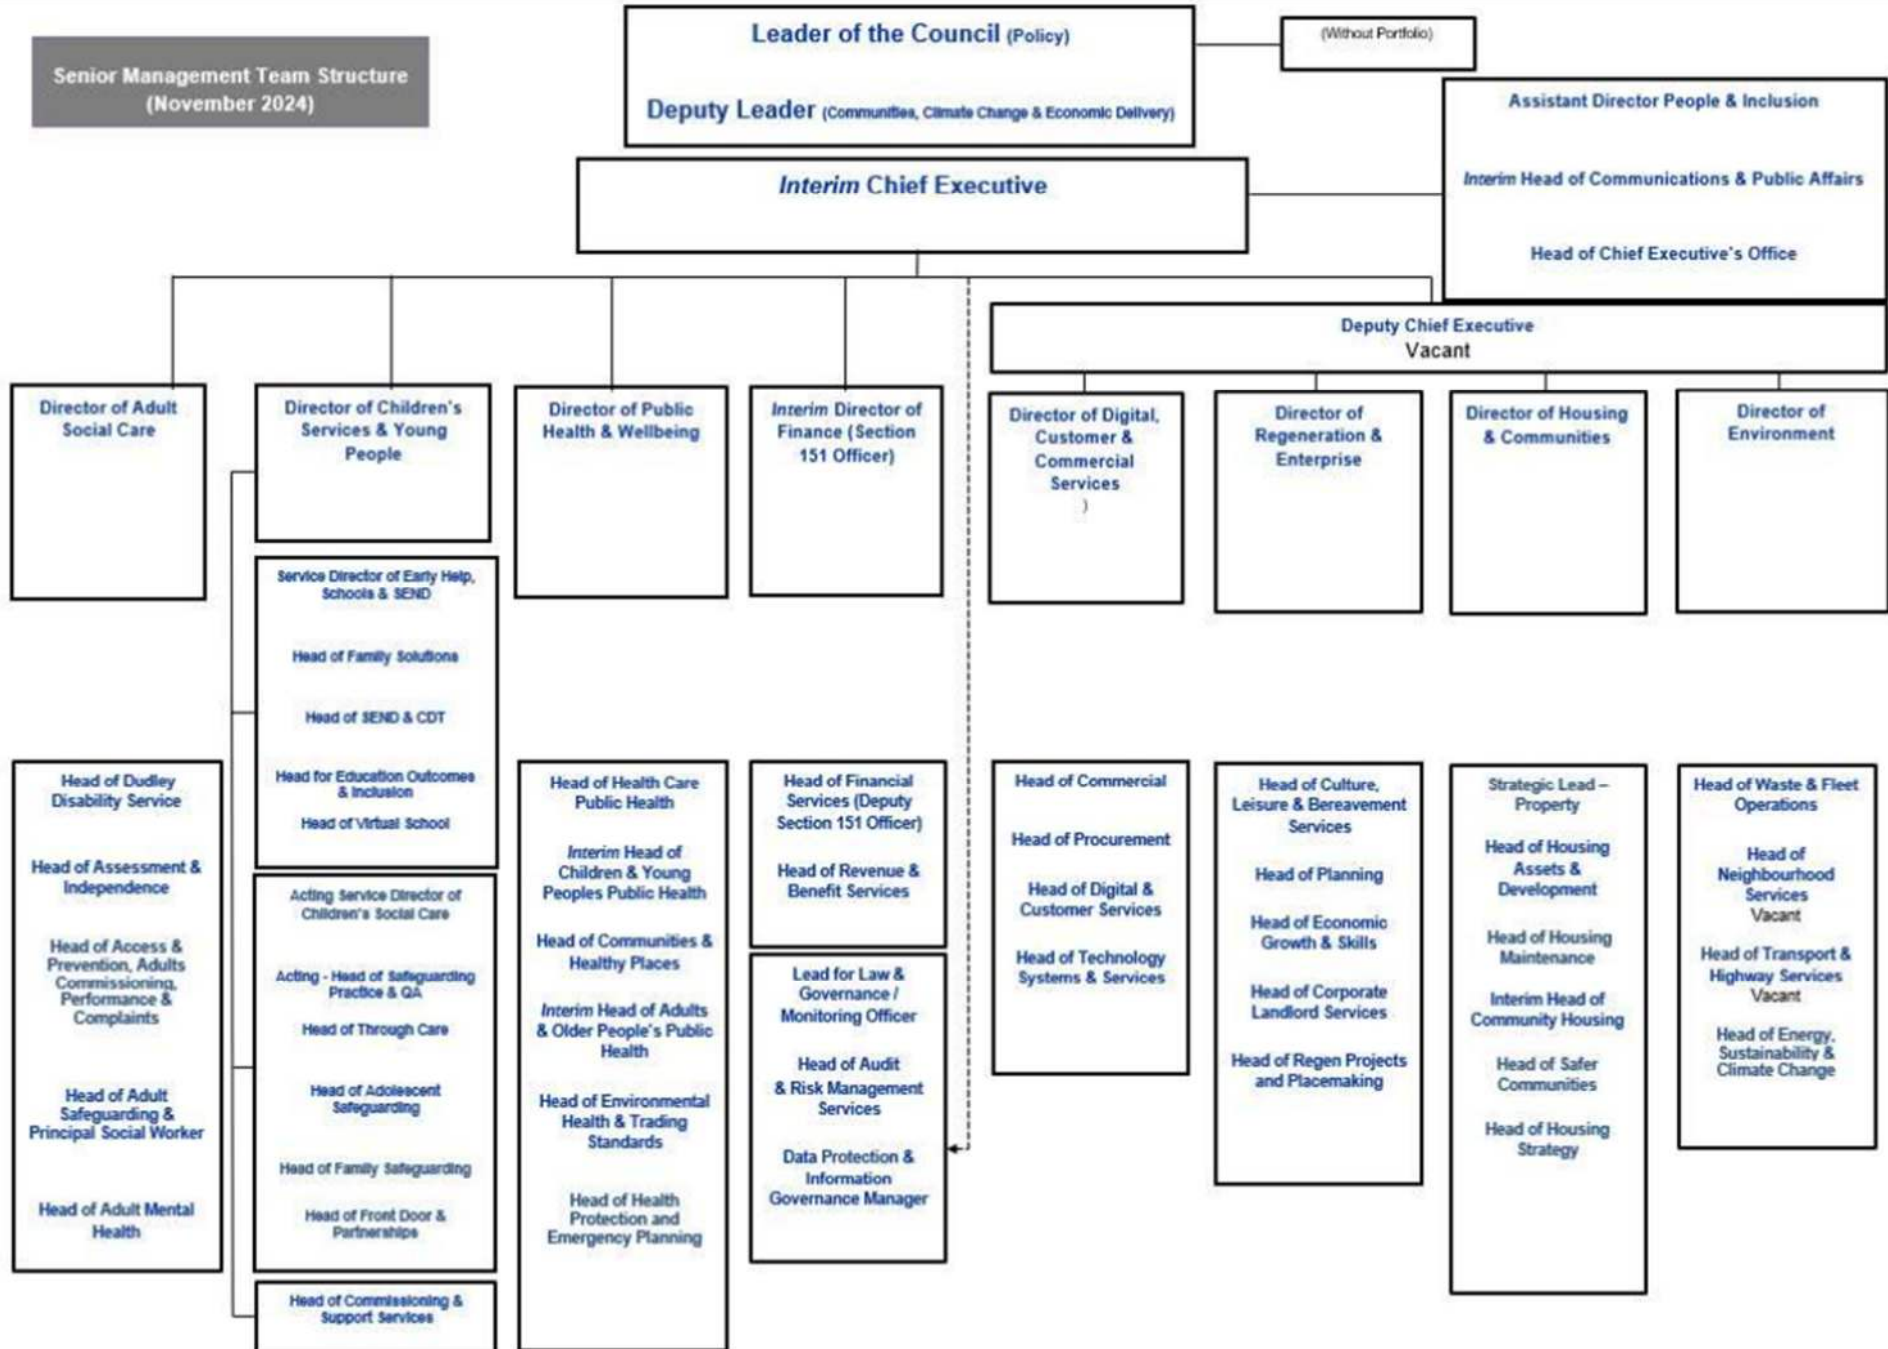 Senior Management Team Structure
(November 2024)
Leader of the Council (Policy)
Deputy Leader (Communities, Climate Change & Economic Delivery)
(Without Portfolio)
Interim Chief Executive
Assistant Director People & Inclusion
Interim Head of Communications & Public Affairs
Head of Chief Executive's Office
Deputy Chief Executive
Vacant
Director of Adult
Social Care
Director of Children's
Services & Young
People
Director of Public
Health & Wellbeing
Interim Director of
Finance (Section
151 Officer)
Director of Digital,
Customer &
Commercial
Services
)
Director of
Regeneration &
Enterprise
Director of Housing
& Communities
Director of
Environment
Head of Dudley
Disability Service
Head of Assessment &
Independence
Head of Access &
Prevention, Adults
Commissioning,
Performance &
Complaints
Head of Adult
Safeguarding &
Principal Social Worker
Head of Adult Mental
Health
Service Director of Early Help,
Schools & SEND
Head of Family Solutions
Head of SEND & CDT
Head for Education Outcomes
& Inclusion
Head of Virtual School
Acting Service Director of
Children's Social Care
Acting - Head of Safeguarding
Practice & QA
Head of Through Care
Head of Adolescent
Safeguarding
Head of Family Safeguarding
Head of Front Door &
Partnerships
Head of Commissioning &
Support Services
Head of Health Care
Public Health
Interim Head of
Children & Young
Peoples Public Health
Head of Communities &
Healthy Places
Interim Head of Adults
& Older People's Public
Health
Head of Environmental
Health & Trading
Standards
Head of Health
Protection and
Emergency Planning
Head of Financial
Services (Deputy
Section 151 Officer)
Head of Revenue &
Benefit Services
Lead for Law &
Governance /
Monitoring Officer
Head of Audit
& Risk Management
Services
Data Protection &
Information
Governance Manager
Head of Commercial
Head of Procurement
Head of Digital &
Customer Services
Head of Technology
Systems & Services
Head of Culture,
Leisure & Bereavement
Services
Head of Planning
Head of Economic
Growth & Skills
Head of Corporate
Landlord Services
Head of Regen Projects
and Placemaking
Strategic Lead –
Property
Head of Housing
Assets &
Development
Head of Housing
Maintenance
Interim Head of
Community Housing
Head of Safer
Communities
Head of Housing
Strategy
Head of Waste & Fleet
Operations
Head of
Neighbourhood
Services
Vacant
Head of Transport &
Highway Services
Vacant
Head of Energy,
Sustainability &
Climate Change